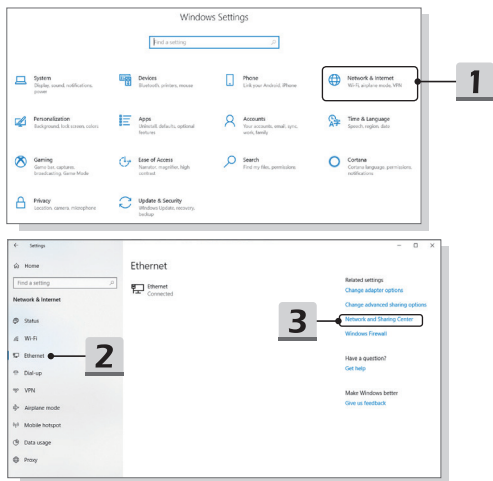 Windows Settings
Find a setting
System
Display, sound, notifications,
power
Devices
Bluetooth, printers, mouse
Phone
Link your Android, iPhone
Network & Internet
Wi-Fi, airplane mode, VPN
1
Personalization
Background, lock screen, colors
Apps
Uninstall, defaults, optional
features
Accounts
Your accounts, email, sync,
work, family
Time & Language
Speech, region, date
Gaming
Game bar, captures,
broadcasting, Game Mode
Ease of Access
Narrator, magnifier, high
contrast
Search
Find my files, permissions
Cortana
Cortana language, permissions,
notifications
Privacy
Location, camera, microphone
Update & Security
Windows Update, recovery,
backup
Settings
Home
Find a setting
Network & Internet
Status
Wi-Fi
Ethernet
2
Dial-up
VPN
Airplane mode
Mobile hotspot
Data usage
Proxy
Ethernet
Ethernet
Connected
Related settings
Change adapter options
Change advanced sharing options
3
Network and Sharing Center
Windows Firewall
Have a question?
Get help
Make Windows better
Give us feedback